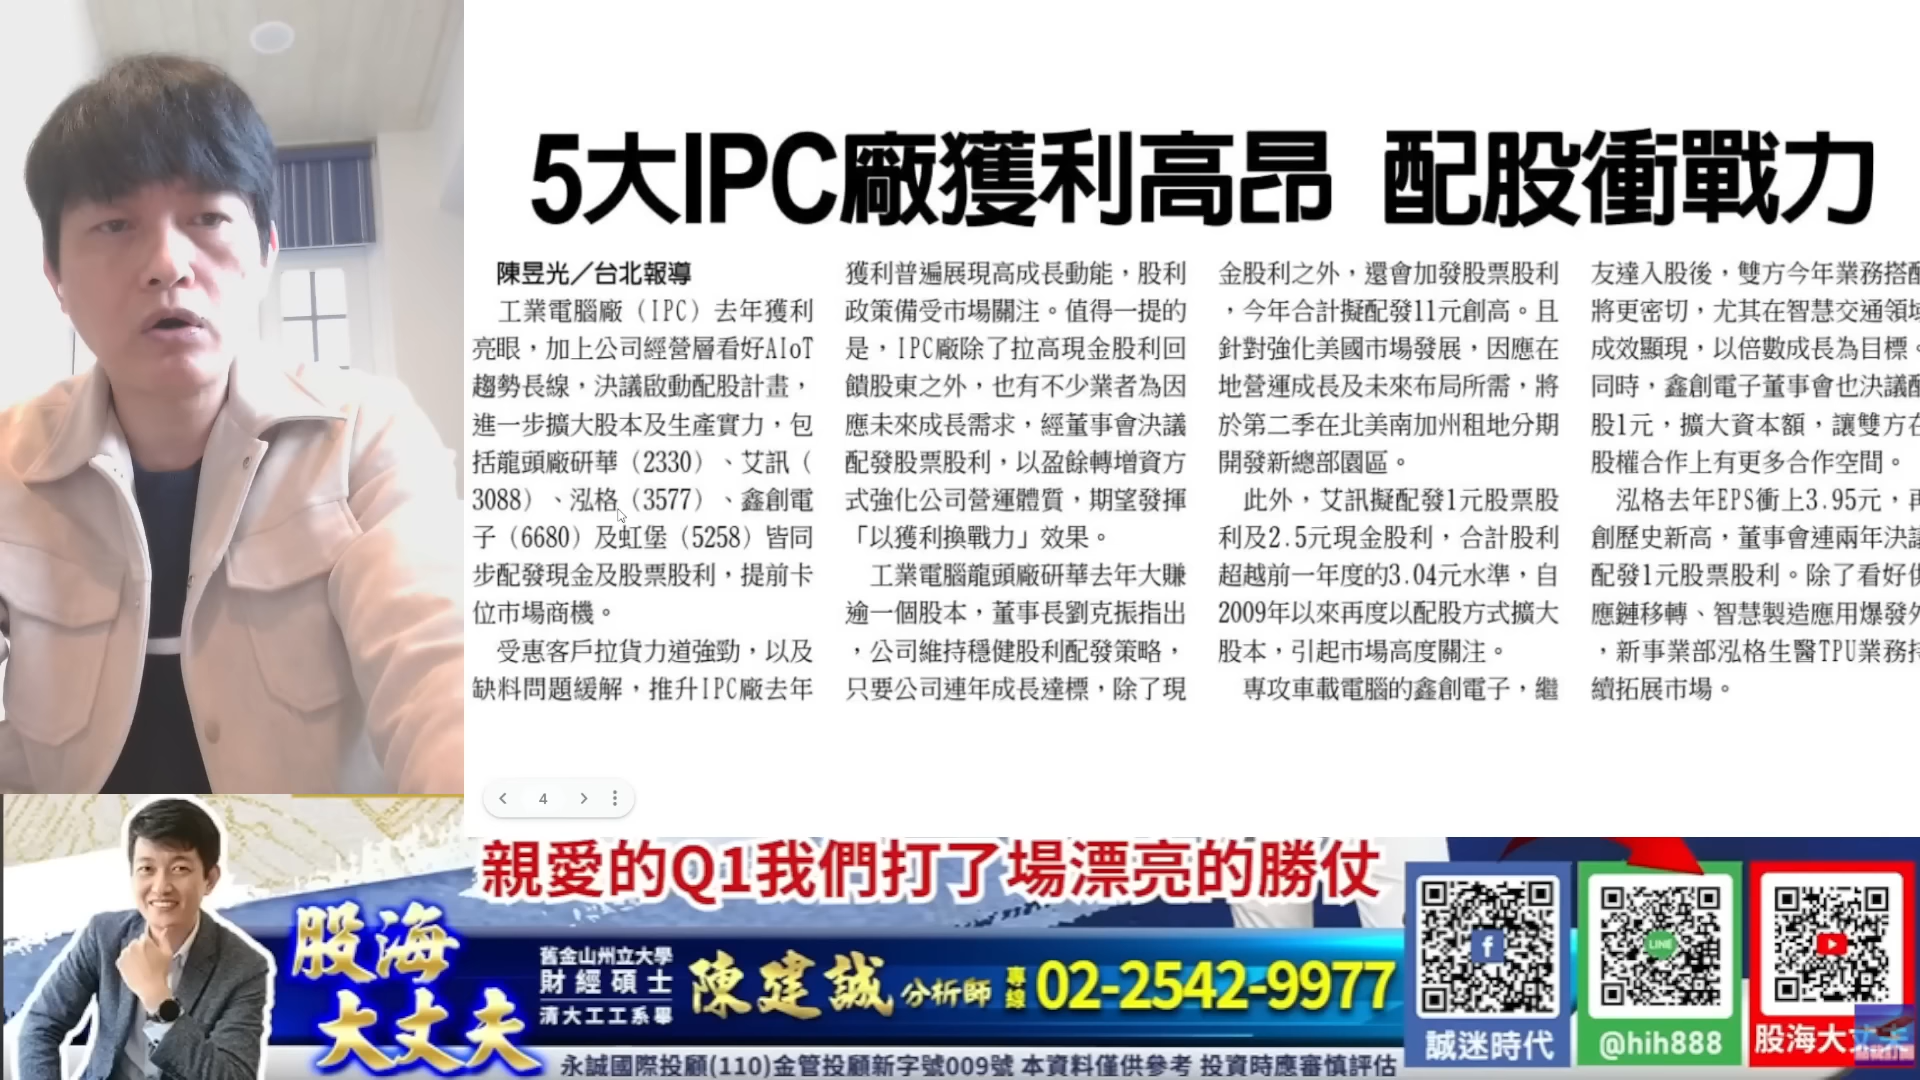 5大IPC廠獲利高昂 配股衝戰力
陳昱光／台北報導
工業電腦廠（IPC）去年獲利
亮眼，加上公司經營層看好AIoT
趨勢長線，決議啟動配股計畫，
進一步擴大股本及生產實力，包
括龍頭廠研華（2330）、艾訊（
3088）、泓格（3577）、鑫創電
子（6680）及虹堡（5258）皆同
步配發現金及股票股利，提前卡
位市場商機。
受惠客戶拉貨力道強勁，以及
缺料問題緩解，推升IPC廠去年
獲利普遍展現高成長動能，股利
政策備受市場關注。值得一提的
是，IPC廠除了拉高現金股利回
饋股東之外，也有不少業者為因
應未來成長需求，經董事會決議
配發股票股利，以盈餘轉增資方
式強化公司營運體質，期望發揮
「以獲利換戰力」效果。
工業電腦龍頭廠研華去年大賺
逾一個股本，董事長劉克振指出
，公司維持穩健股利配發策略，
只要公司連年成長達標，除了現
金股利之外，還會加發股票股利
，今年合計擬配發11元創高。且
針對強化美國市場發展，因應在
地營運成長及未來布局所需，將
於第二季在北美南加州租地分期
開發新總部園區。
此外，艾訊擬配發1元股票股
利及2.5元現金股利，合計股利
超越前一年度的3.04元水準，自
2009年以來再度以配股方式擴大
股本，引起市場高度關注。
專攻車載電腦的鑫創電子，繼
友達入股後，雙方今年業務搭配
將更密切，尤其在智慧交通領域
成效顯現，以倍數成長為目標。
同時，鑫創電子董事會也決議配
股1元，擴大資本額，讓雙方在
股權合作上有更多合作空間。
泓格去年EPS衝上3.95元，再
創歷史新高，董事會連兩年決議
配發1元股票股利。除了看好供
應鏈移轉、智慧製造應用爆發外
，新事業部泓格生醫TPU業務持
續拓展市場。
4
親愛的Q1我們打了場漂亮的勝仗
股海
大丈夫
舊金山州立大學
財經碩士
清大工工系畢
陳建誠 分析師
專線 02-2542-9977
永誠國際投顧(110)金管投顧新字號009號 本資料僅供參考 投資時應審慎評估
誠迷時代
LINE
@hih888
股海大丈夫